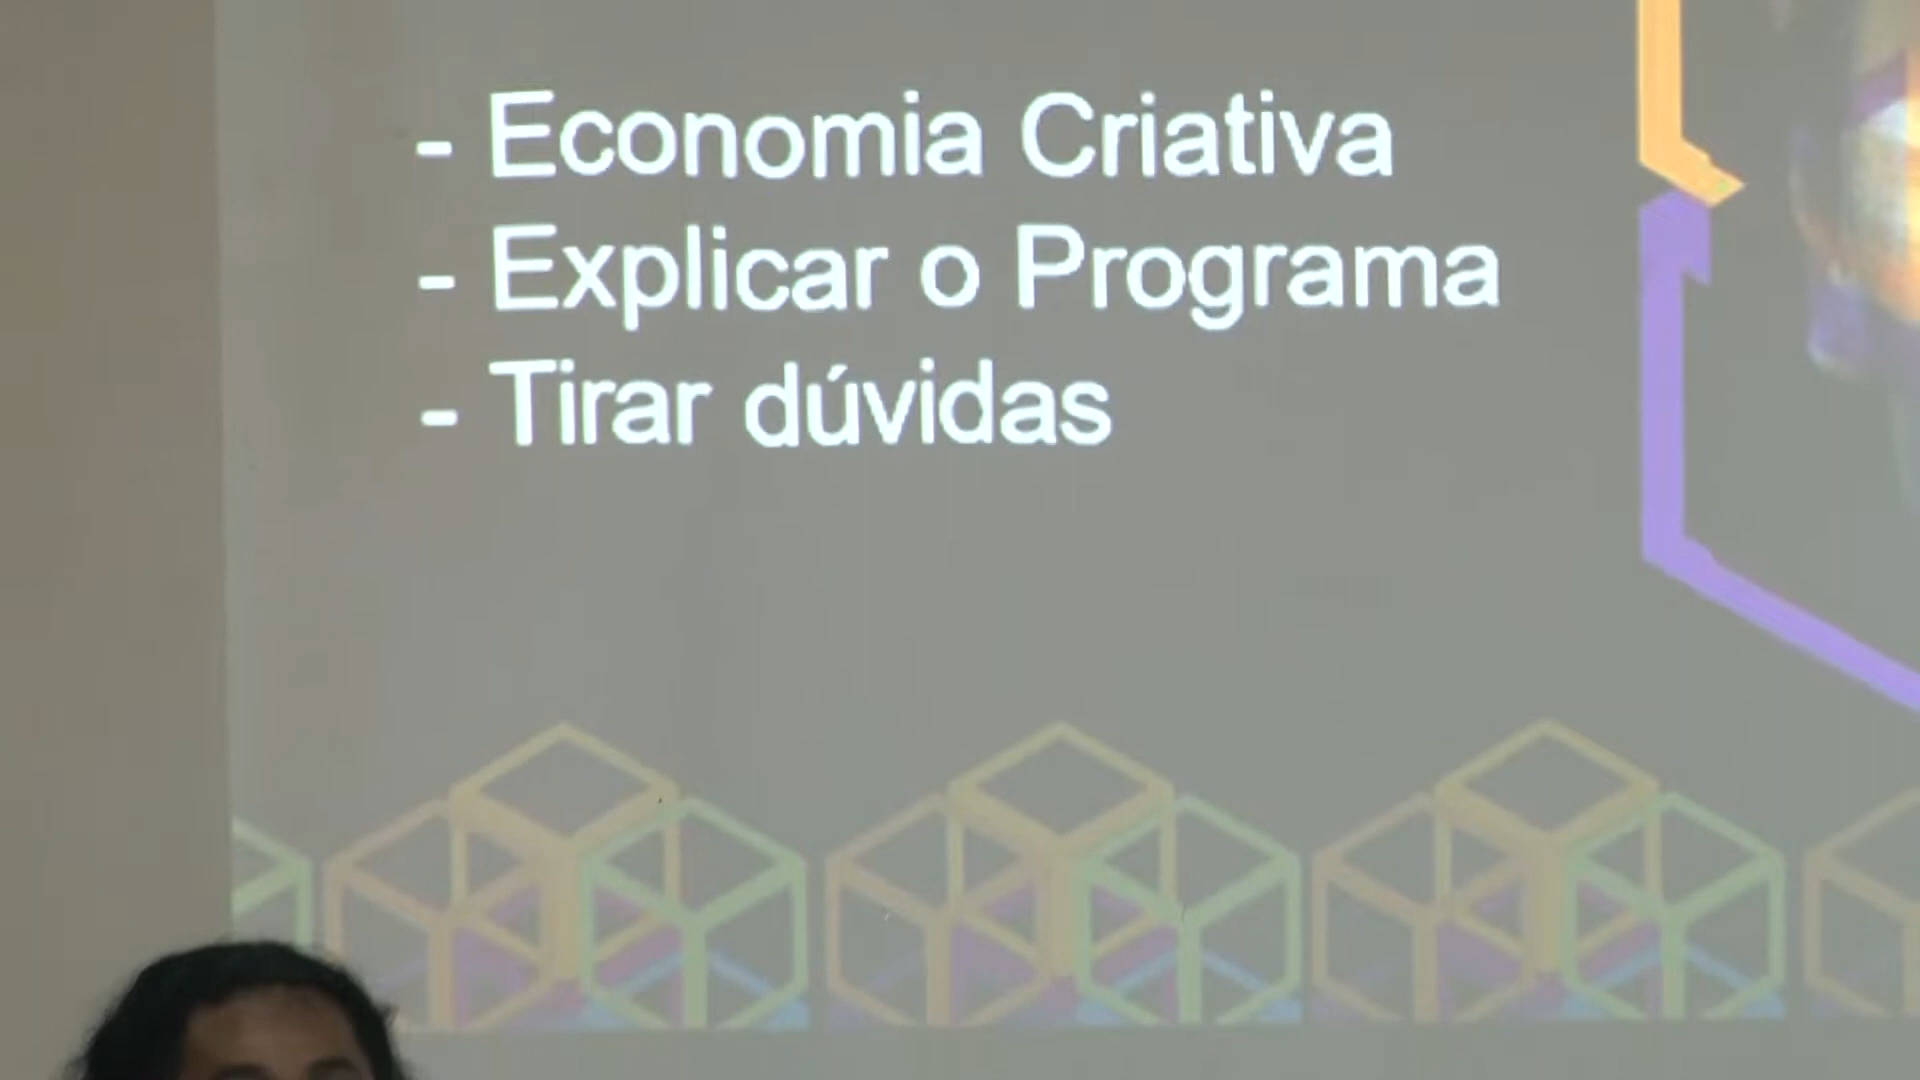 - Economia Criativa
- Explicar o Programa
- Tirar dúvidas